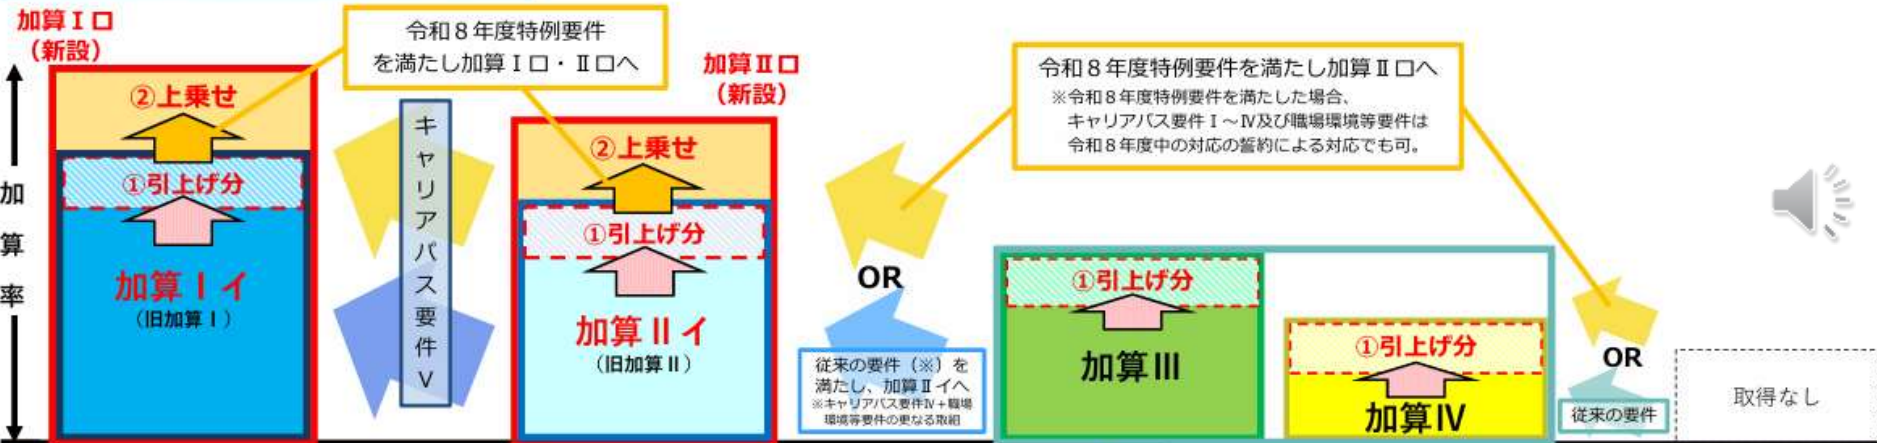 加算Ⅰロ
（新設）
②上乗せ
①引上げ分
加算Ⅰイ
（旧加算Ⅰ）
加算率
令和８年度特例要件
を満たし加算Ⅰロ・Ⅱロへ
キャリアパス要件Ⅴ
加算Ⅱロ
（新設）
②上乗せ
①引上げ分
加算Ⅱイ
（旧加算Ⅱ）
OR
従来の要件（※）を
満たし、加算Ⅱイへ
※キャリアパス要件Ⅳ＋職場
環境等要件の更なる取組
令和８年度特例要件を満たし加算Ⅱロへ
※令和８年度特例要件を満たした場合、
キャリアパス要件Ⅰ～Ⅳ及び職場環境等要件は
令和８年度中の対応の誓約による対応でも可。
①引上げ分
加算Ⅲ
①引上げ分
加算Ⅳ
OR
従来の要件
取得なし